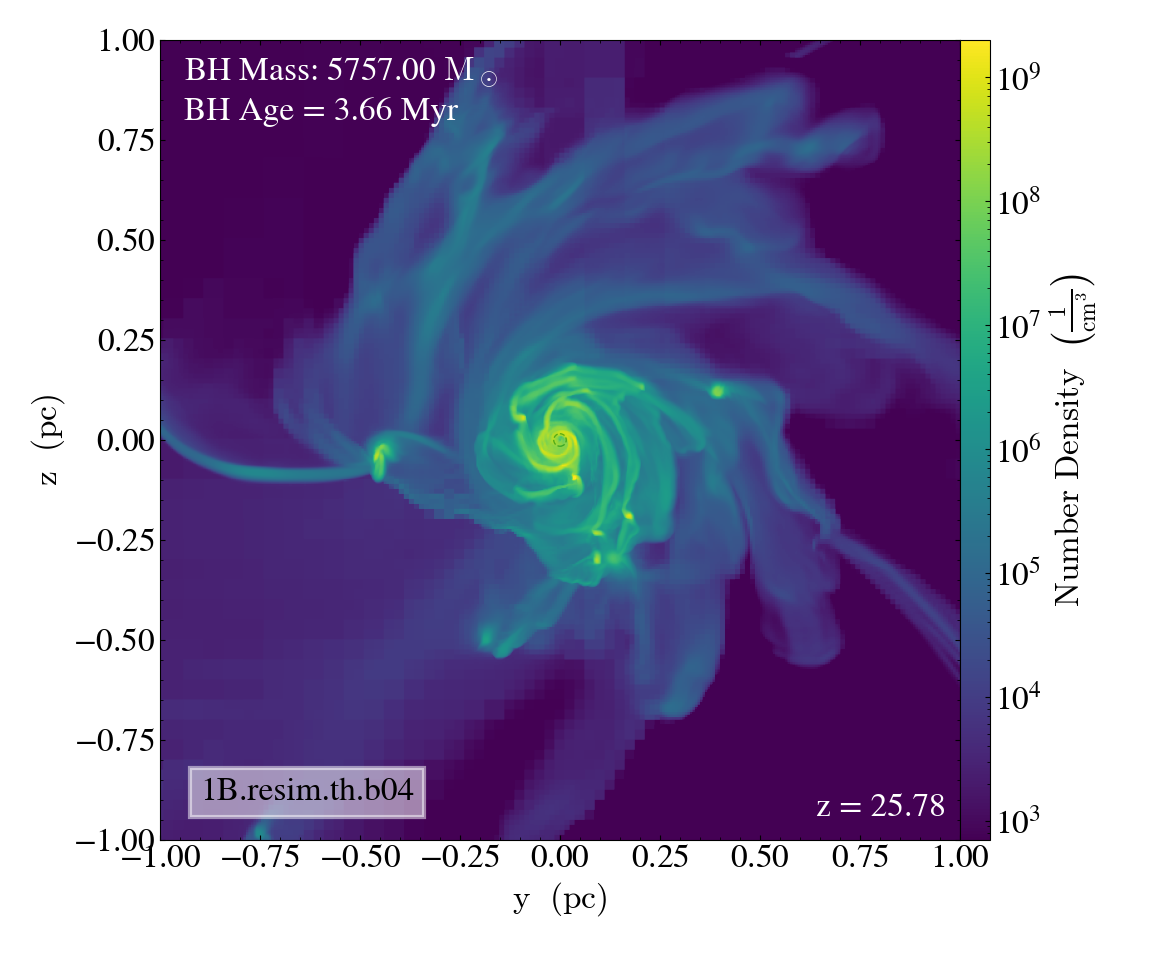 BH Mass: 5757.00 M⊙
BH Age = 3.66 Myr
1B.resim.th.b04
z = 25.78
1.00
0.75
0.50
0.25
0.00
−0.25
−0.50
−0.75
−1.00
z (pc)
−1.00 −0.75 −0.50 −0.25 0.00 0.25 0.50 0.75 1.00
y (pc)
10⁹
10⁸
10⁷
10⁶
10⁵
10⁴
10³
Number Density (1/cm³)